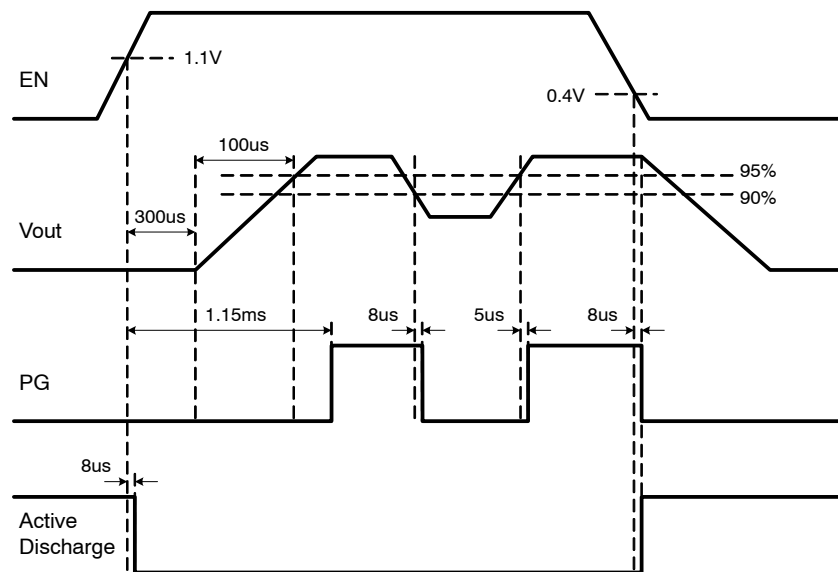 1.1V
EN
0.4V
100us
95%
90%
300us
Vout
1.15ms
8us
5us
8us
PG
8us
Active
Discharge